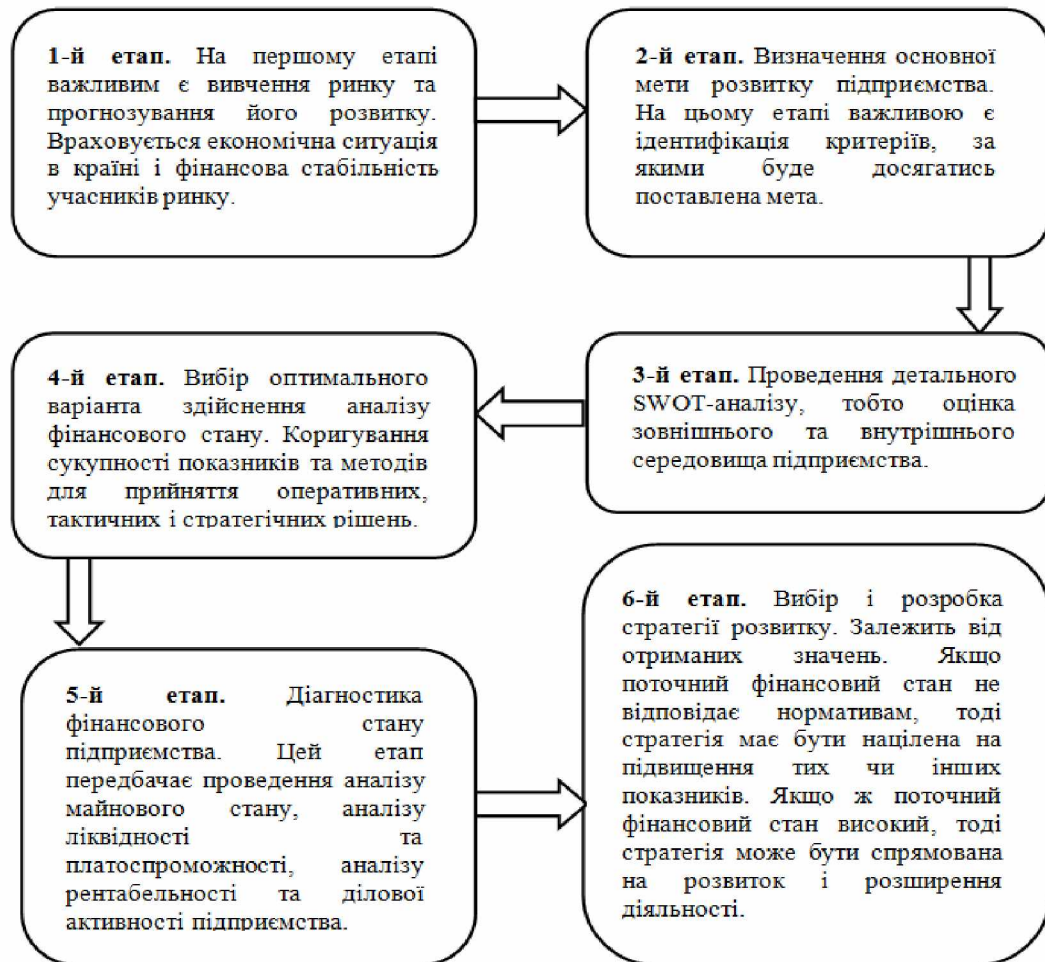 1-й етап. На першому етапі
важливим є вивчення ринку та
прогнозування його розвитку.
Враховується економічна ситуація
в країні і фінансова стабільність
учасників ринку.
2-й етап. Визначення основної
мети розвитку підприємства.
На цьому етапі важливою є
ідентифікація критеріїв, за
якими буде досягатись
поставлена мета.
3-й етап. Проведення детального
SWOT-аналізу, тобто оцінка
зовнішнього та внутрішнього
середовища підприємства.
4-й етап. Вибір оптимального
варіанта здійснення аналізу
фінансового стану. Коригування
сукупності показників та методів
для прийняття оперативних,
тактичних і стратегічних рішень.
5-й етап. Діагностика
фінансового стану
підприємства. Цей етап
передбачає проведення аналізу
майнового стану, аналізу
ліквідності та
платоспроможності, аналізу
рентабельності та ділової
активності підприємства.
6-й етап. Вибір і розробка
стратегії розвитку. Залежить від
отриманих значень. Якщо
поточний фінансовий стан не
відповідає нормативам, тоді
стратегія має бути націлена на
підвищення тих чи інших
показників. Якщо ж поточний
фінансовий стан високий, тоді
стратегія може бути спрямована
на розвиток і розширення
діяльності.